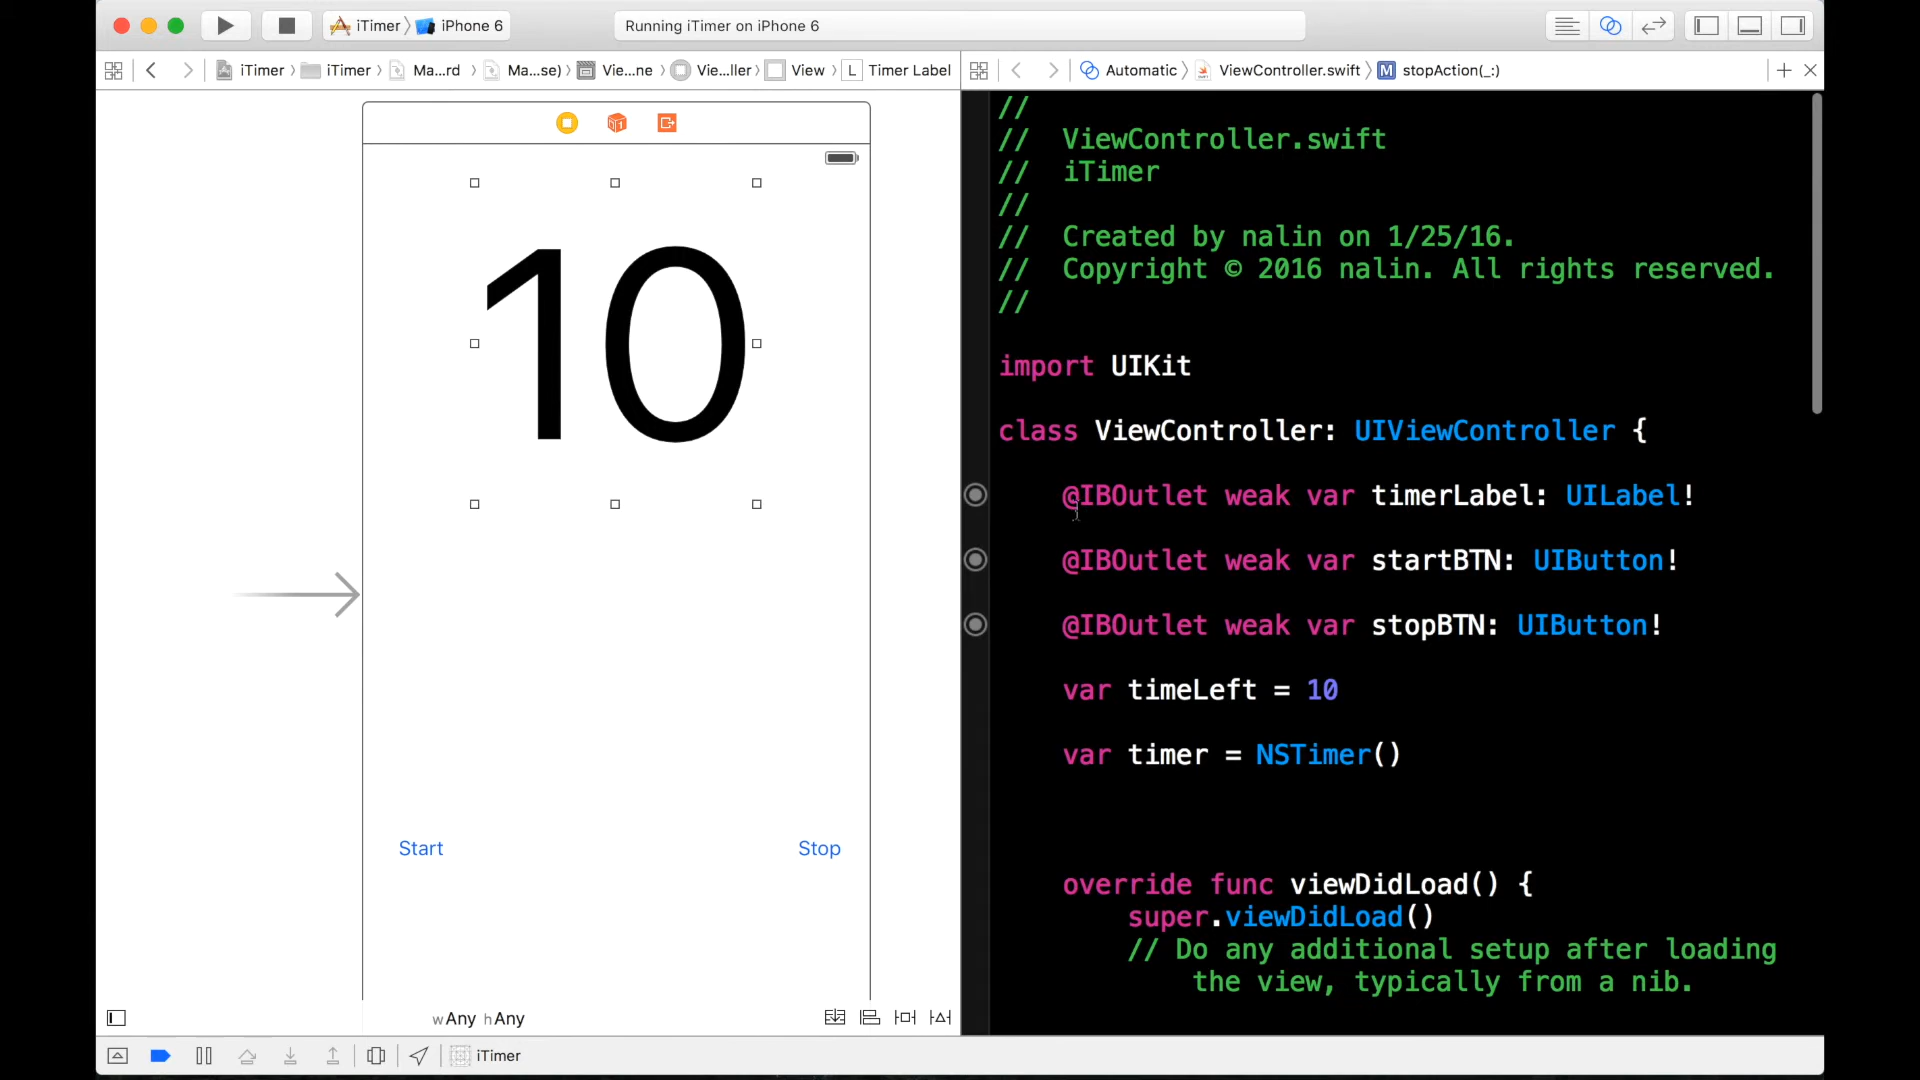 iTimer iPhone 6
Running iTimer on iPhone 6
iTimer iTimer Ma...rd Ma...se) Vie...ne Vie...ller View L Timer Label
Automatic ViewController.swift M stopAction(_:)
10
Start
Stop
wAny hAny
iTimer
//
// ViewController.swift
// iTimer
//
// Created by nalin on 1/25/16.
// Copyright © 2016 nalin. All rights reserved.
//
import UIKit
class ViewController: UIViewController {
@IBOutlet weak var timerLabel: UILabel!
@IBOutlet weak var startBTN: UIButton!
@IBOutlet weak var stopBTN: UIButton!
var timeLeft = 10
var timer = NSTimer()
override func viewDidLoad() {
super.viewDidLoad()
// Do any additional setup after loading
the view, typically from a nib.